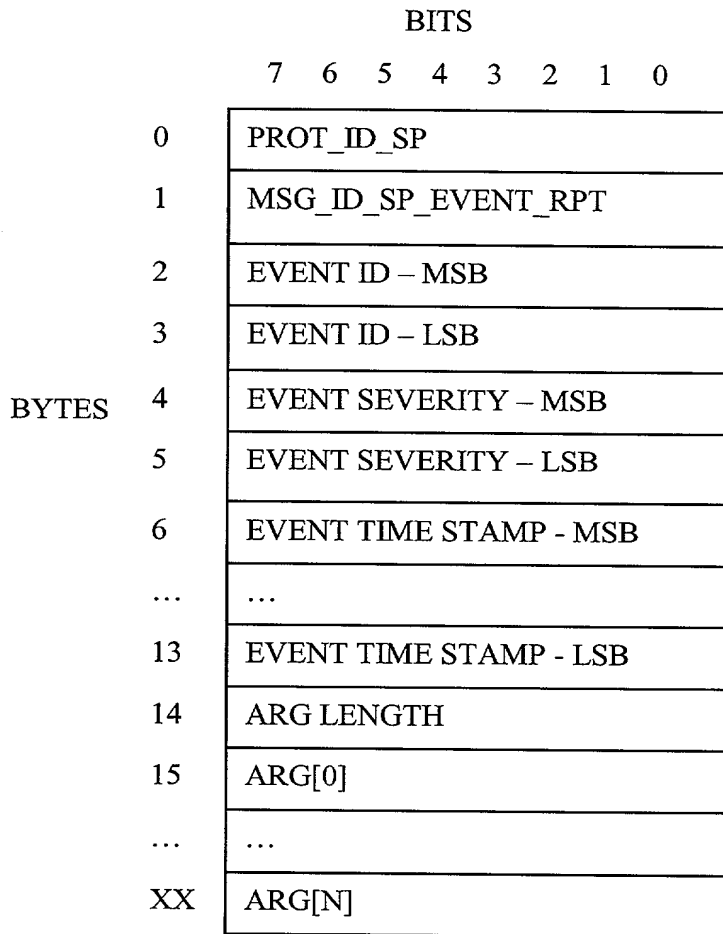 BITS
7 6 5 4 3 2 1 0
0 PROT_ID_SP
1 MSG_ID_SP_EVENT_RPT
2 EVENT ID – MSB
3 EVENT ID – LSB
BYTES 4 EVENT SEVERITY – MSB
5 EVENT SEVERITY – LSB
6 EVENT TIME STAMP - MSB
... ...
13 EVENT TIME STAMP - LSB
14 ARG LENGTH
15 ARG[0]
... ...
XX ARG[N]